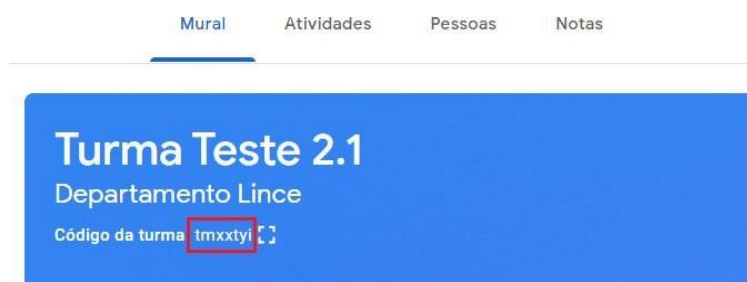 Mural Atividades Pessoas Notas
Turma Teste 2.1
Departamento Lince
Código da turma tmxxtyi